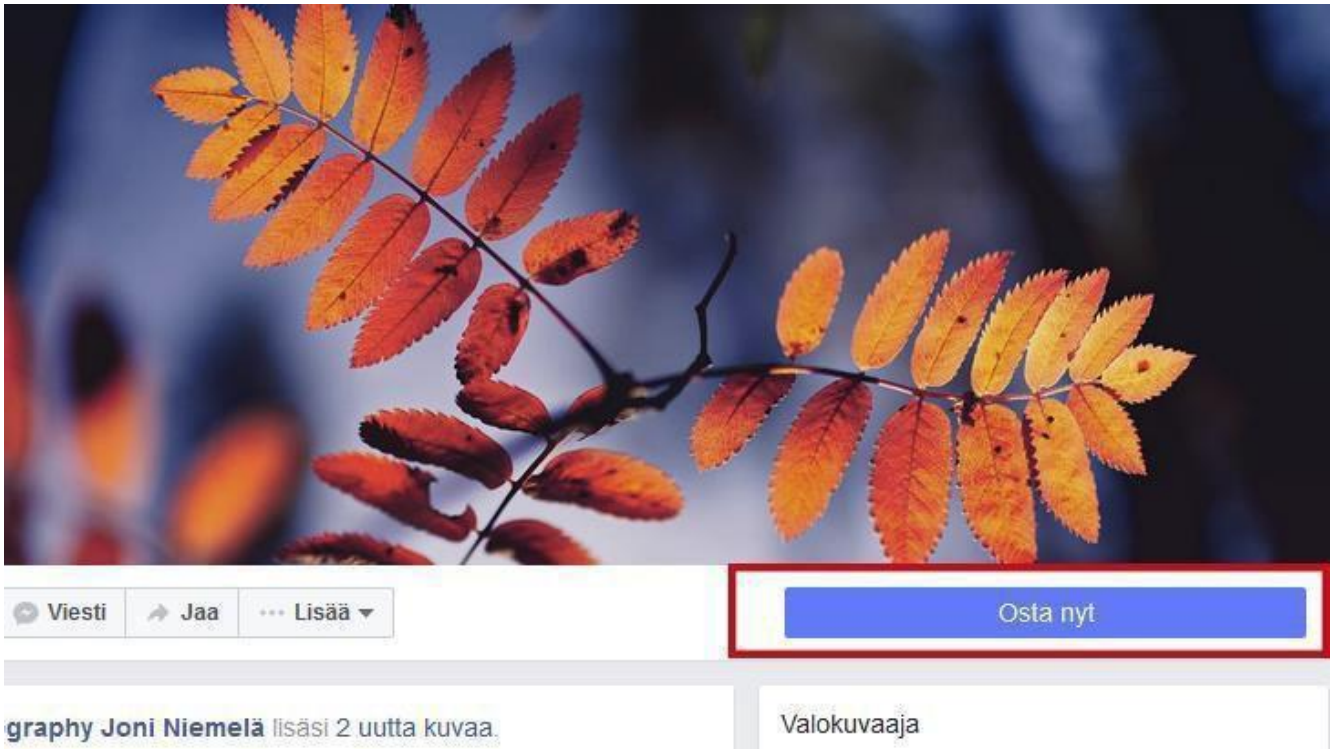 Viesti Jaa ··· Lisää
Osta nyt
graphy Joni Niemelä lisäsi 2 uutta kuvaa.
Valokuvaaja